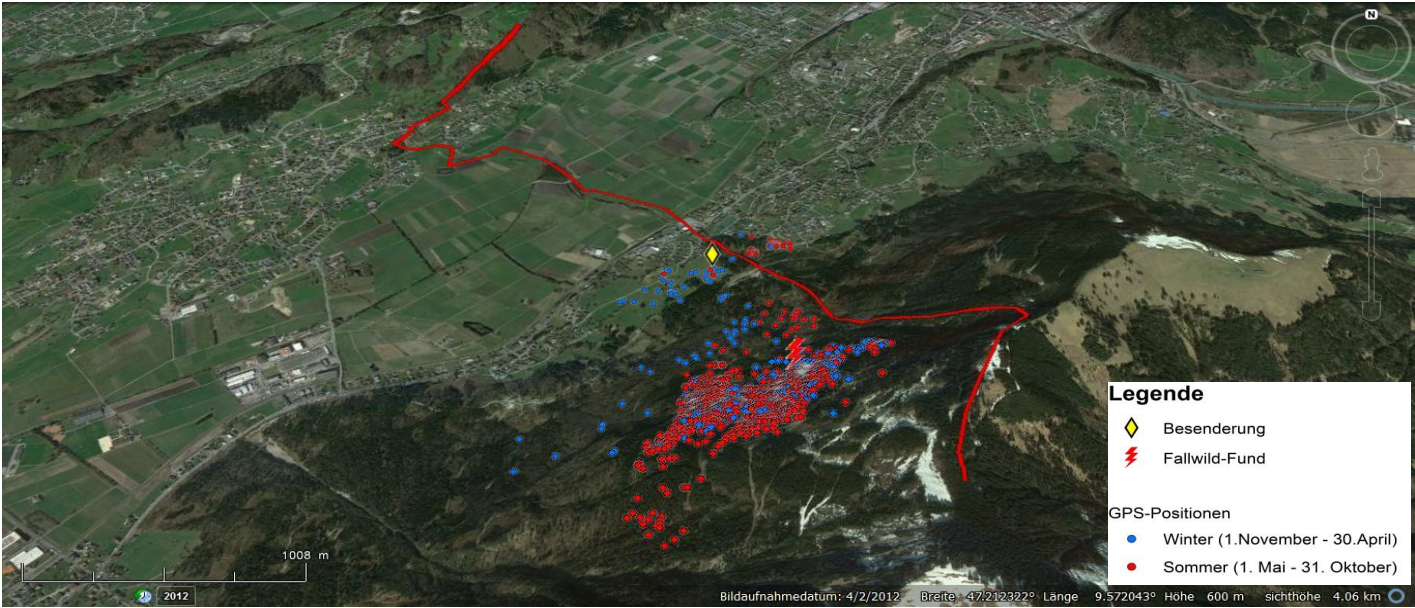 N
Legende
Besenderung
Fallwild-Fund
GPS-Positionen
Winter (1.November - 30.April)
Sommer (1. Mai - 31. Oktober)
1008 m
2012
Bildaufnahmedatum: 4/2/2012 Breite 47.212322° Länge 9.572043° Höhe 600 m sichthöhe 4.06 km